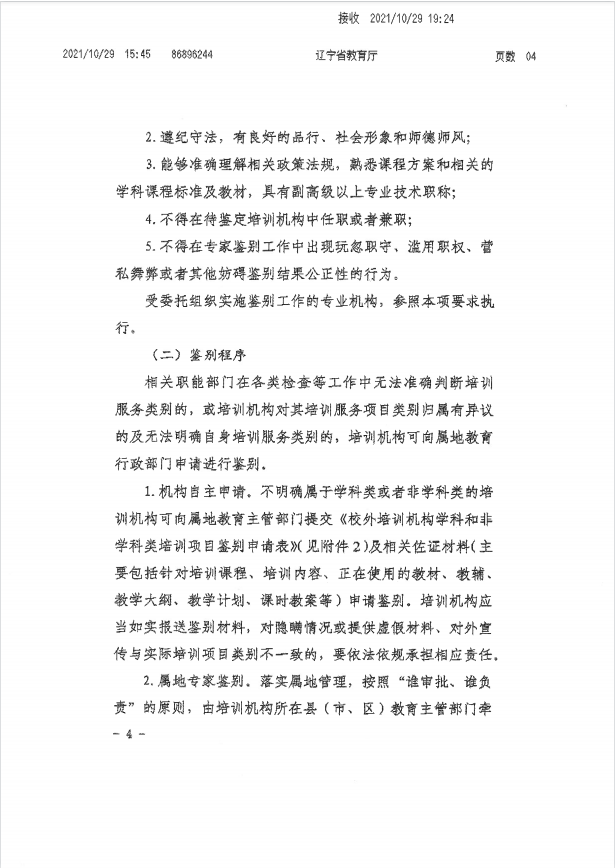 接收 2021/10/29 19:24
2021/10/29 15:45 86896244 辽宁省教育厅 页数 04
2.遵纪守法，有良好的品行、社会形象和师德师风；
3.能够准确理解相关政策法规，熟悉课程方案和相关的
学科课程标准及教材，具有副高级以上专业技术职称；
4.不得在待鉴定培训机构中任职或者兼职；
5.不得在专家鉴别工作中出现玩忽职守、滥用职权、营
私舞弊或者其他妨碍鉴别结果公正性的行为。
受委托组织实施鉴别工作的专业机构，参照本项要求执
行。
（二）鉴别程序
相关职能部门在各类检查等工作中无法准确判断培训
服务类别的，或培训机构对其培训服务项目类别归属有异议
的及无法明确自身培训服务类别的，培训机构可向属地教育
行政部门申请进行鉴别。
1.机构自主申请。不明确属于学科类或者非学科类的培
训机构可向属地教育主管部门提交《校外培训机构学科和非
学科类培训项目鉴别申请表》（见附件2）及相关佐证材料（主
要包括针对培训课程、培训内容、正在使用的教材、教辅、
教学大纲、教学计划、课时教案等）申请鉴别。培训机构应
当如实报送鉴别材料，对隐瞒情况或提供虚假材料、对外宣
传与实际培训项目类别不一致的，要依法依规承担相应责任。
2.属地专家鉴别。落实属地管理，按照“谁审批、谁负
责”的原则，由培训机构所在县（市、区）教育主管部门牵
- 4 -